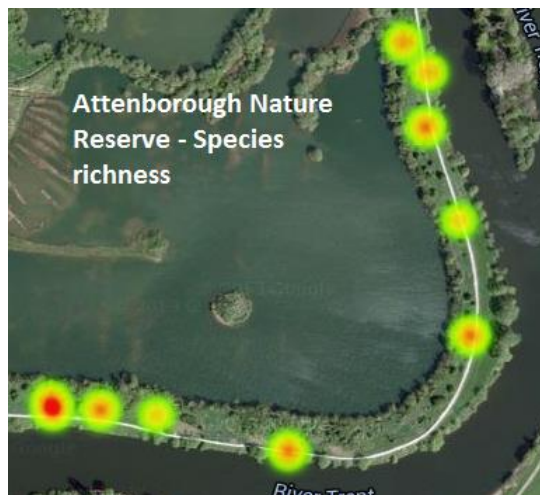 Attenborough Nature
Reserve - Species
richness
River Trent